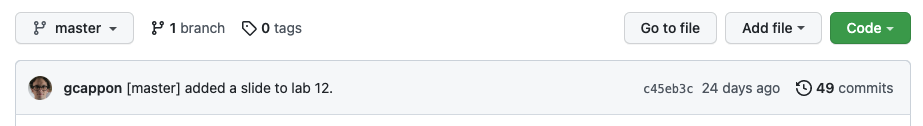 master 1 branch 0 tags Go to file Add file Code
gcappon [master] added a slide to lab 12. c45eb3c 24 days ago 49 commits